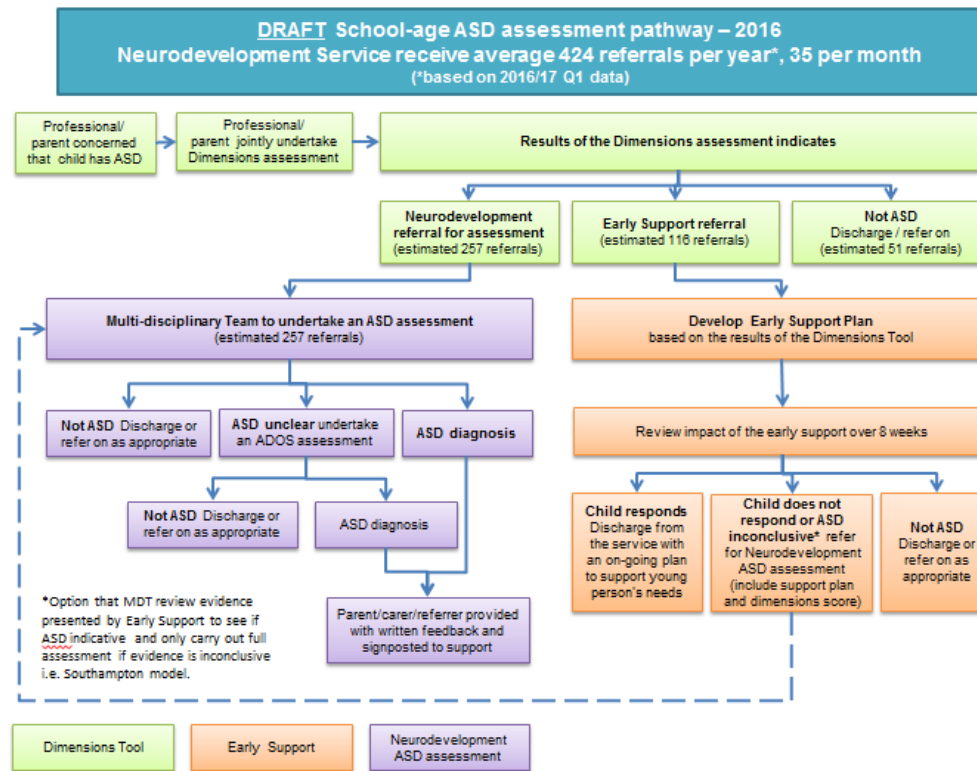 DRAFT School-age ASD assessment pathway – 2016
Neurodevelopment Service receive average 424 referrals per year*, 35 per month
(*based on 2016/17 Q1 data)
Professional/
parent concerned
that child has ASD
Professional/
parent jointly undertake
Dimensions assessment
Results of the Dimensions assessment indicates
Neurodevelopment
referral for assessment
(estimated 257 referrals)
Early Support referral
(estimated 116 referrals)
Not ASD
Discharge / refer on
(estimated 51 referrals)
Multi-disciplinary Team to undertake an ASD assessment
(estimated 257 referrals)
Develop Early Support Plan
based on the results of the Dimensions Tool
Not ASD Discharge or
refer on as appropriate
ASD unclear undertake
an ADOS assessment
ASD diagnosis
Review impact of the early support over 8 weeks
Not ASD Discharge or
refer on as appropriate
ASD diagnosis
Child responds
Discharge from
the service with
an on-going plan
to support young
person's needs
Child does not
respond or ASD
inconclusive* refer
for Neurodevelopment
ASD assessment
(include support plan
and dimensions score)
Not ASD
Discharge or
refer on as
appropriate
*Option that MDT review evidence
presented by Early Support to see if
ASD indicative and only carry out full
assessment if evidence is inconclusive
i.e. Southampton model.
Parent/carer/referrer provided
with written feedback and
signposted to support
Dimensions Tool
Early Support
Neurodevelopment
ASD assessment